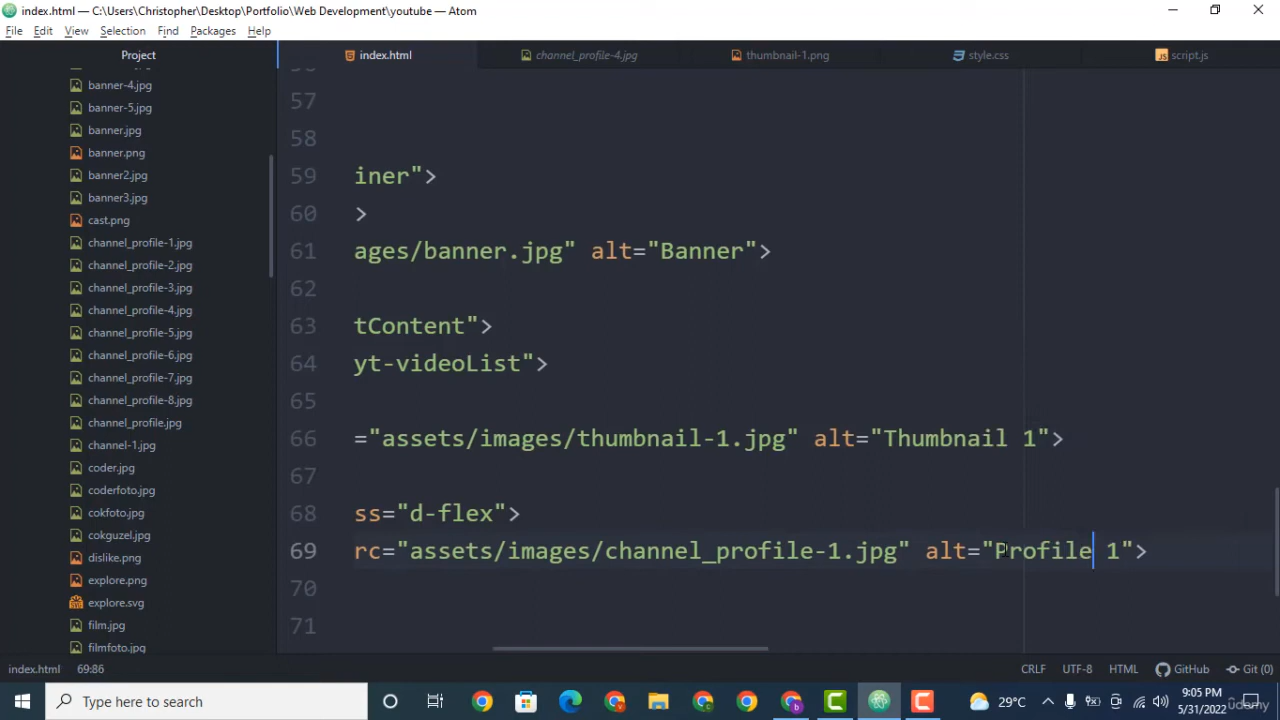 index.html — C:\Users\Christopher\Desktop\Portfolio\Web Development\youtube — Atom
File Edit View Selection Find Packages Help
Project
index.html
channel_profile-4.jpg
thumbnail-1.png
style.css
script.js
banner-4.jpg
banner-5.jpg
banner.jpg
banner.png
banner2.jpg
banner3.jpg
cast.png
channel_profile-1.jpg
channel_profile-2.jpg
channel_profile-3.jpg
channel_profile-4.jpg
channel_profile-5.jpg
channel_profile-6.jpg
channel_profile-7.jpg
channel_profile-8.jpg
channel_profile.jpg
channel-1.jpg
coder.jpg
coderfoto.jpg
cokfoto.jpg
cokguzel.jpg
dislike.png
explore.png
explore.svg
film.jpg
filmfoto.jpg
57
58
59 iner">
60 >
61 ages/banner.jpg" alt="Banner">
62
63 tContent">
64 yt-videoList">
65
66 ="assets/images/thumbnail-1.jpg" alt="Thumbnail 1">
67
68 ss="d-flex">
69 rc="assets/images/channel_profile-1.jpg" alt="Profile 1">
70
71
index.html 69:86
CRLF UTF-8 HTML GitHub Git (0)
Type here to search
29°C
9:05 PM
5/31/2022
udemy